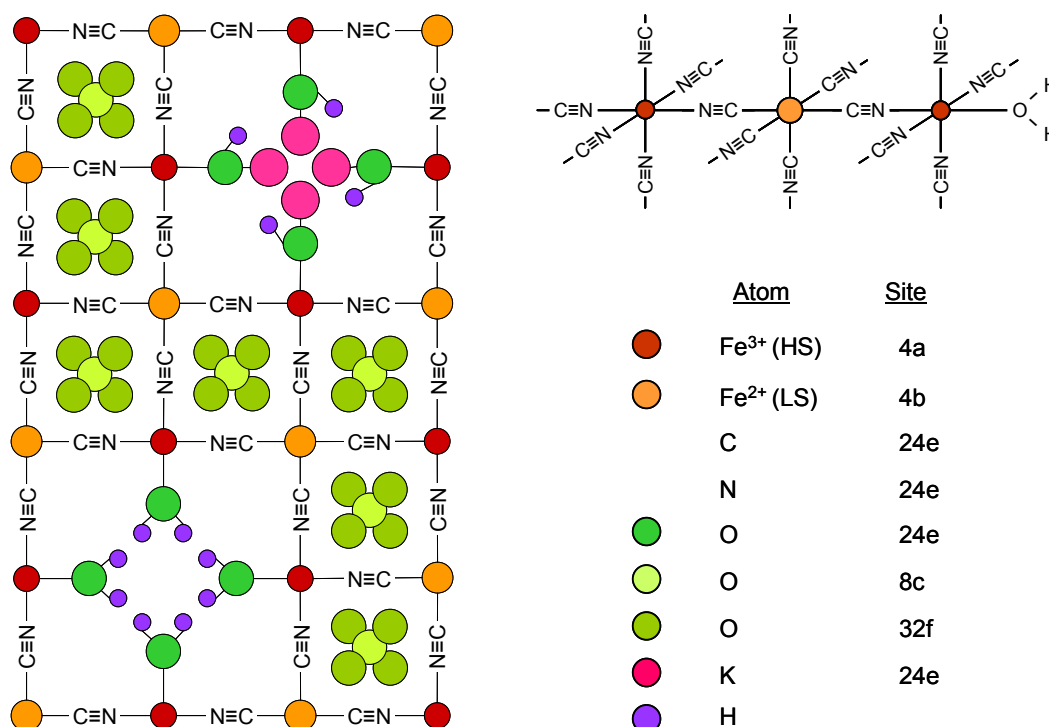 N≡C C≡N N≡C
C≡N N≡C N≡C
C≡N
N≡C C≡N C≡N
N≡C C≡N N≡C
C≡N N≡C C≡N N≡C
C≡N N≡C C≡N
N≡C N≡C C≡N
N≡C
C≡N C≡N N≡C
C≡N N≡C C≡N
N≡C C≡N N≡C
N≡C C≡N N≡C
H
C≡N N≡C C≡N O
H
C≡N N≡C C≡N
C≡N N≡C C≡N
Atom Site
Fe³⁺ (HS) 4a
Fe²⁺ (LS) 4b
C 24e
N 24e
O 24e
O 8c
O 32f
K 24e
H